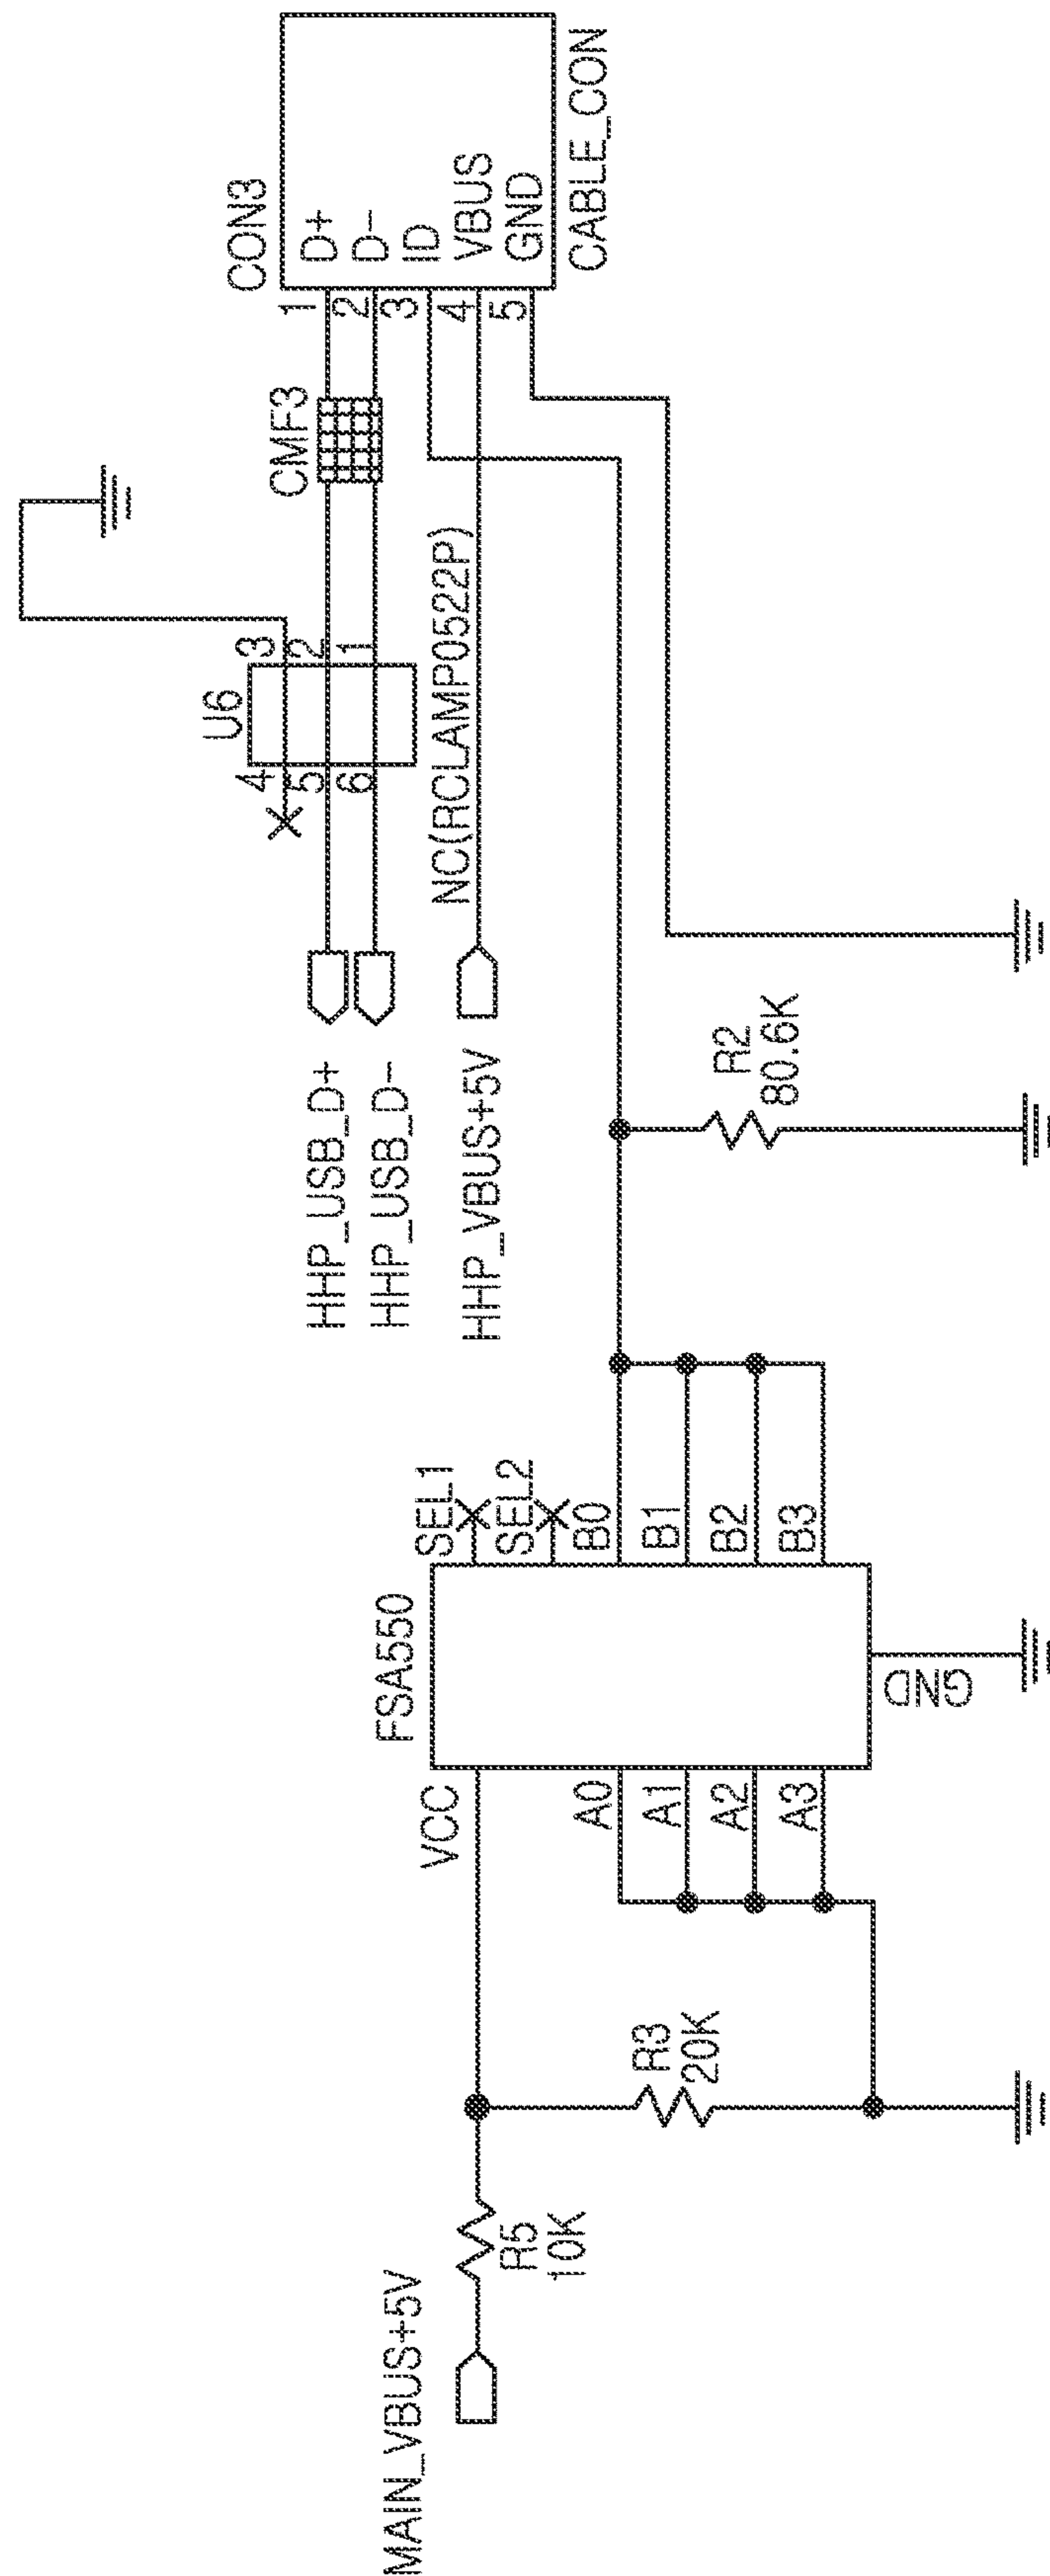 MAIN_VBUS+5V
R5
10K
R3
20K
VCC
A0
A1
A2
A3
FSA550
GND
SEL1
SEL2
B0
B1
B2
B3
R2
80.6K
HHP_USB_D+
HHP_USB_D-
HHP_VBUS+5V
U6
4
5
6
3
2
1
NC(RCLAMP0522P)
CMF3
CON3
1
2
3
4
5
D+
D-
ID
VBUS
GND
CABLE_CON